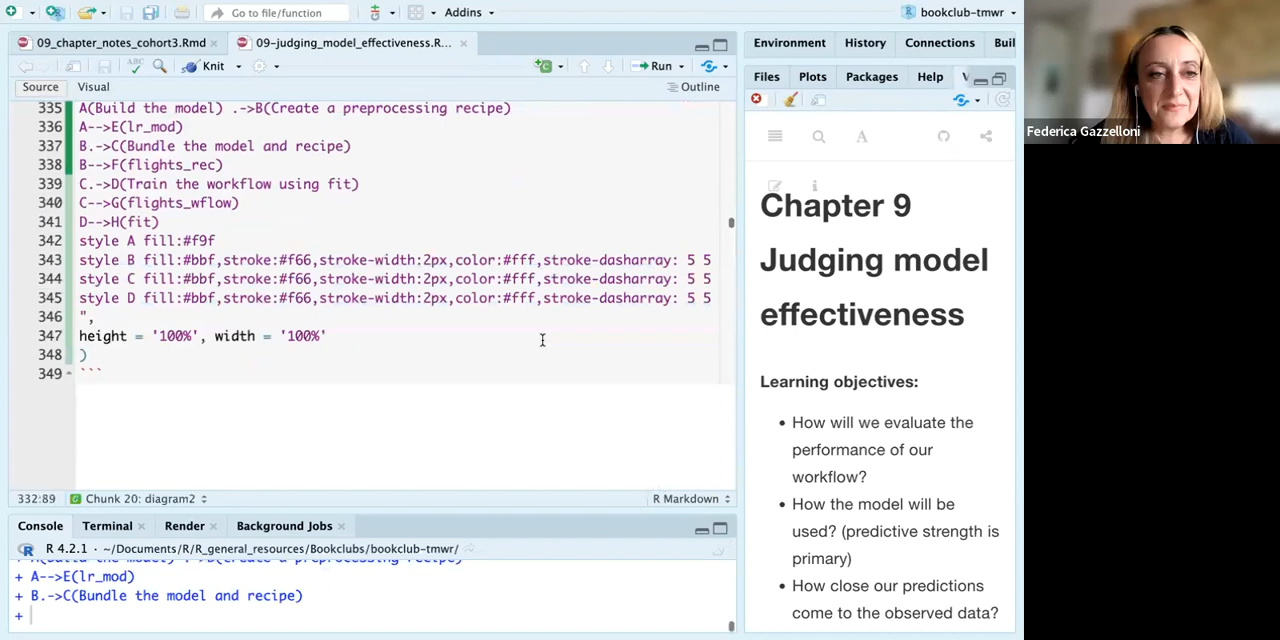 Go to file/function
Addins
bookclub-tmwr
09_chapter_notes_cohort3.Rmd
09-judging_model_effectiveness.R...
Knit
Run
Source
Visual
Outline
335 A(Build the model) .->B(Create a preprocessing recipe)
336 A-->E(lr_mod)
337 B.->C(Bundle the model and recipe)
338 B-->F(flights_rec)
339 C.->D(Train the workflow using fit)
340 C-->G(flights_wflow)
341 D-->H(fit)
342 style A fill:#f9f
343 style B fill:#bbf,stroke:#f66,stroke-width:2px,color:#fff,stroke-dasharray: 5 5
344 style C fill:#bbf,stroke:#f66,stroke-width:2px,color:#fff,stroke-dasharray: 5 5
345 style D fill:#bbf,stroke:#f66,stroke-width:2px,color:#fff,stroke-dasharray: 5 5
346 ",
347 height = '100%', width = '100%'
348 )
349 ```
332:89 Chunk 20: diagram2
R Markdown
Console Terminal Render Background Jobs
R 4.2.1 · ~/Documents/R/R_general_resources/Bookclubs/bookclub-tmwr/
+ A(Build the model) .->B(Create a preprocessing recipe)
+ A-->E(lr_mod)
+ B.->C(Bundle the model and recipe)
+
Environment History Connections Buil
Files Plots Packages Help V
Chapter 9
Judging model
effectiveness
Learning objectives:
• How will we evaluate the
performance of our
workflow?
• How the model will be
used? (predictive strength is
primary)
• How close our predictions
come to the observed data?
Federica Gazzelloni